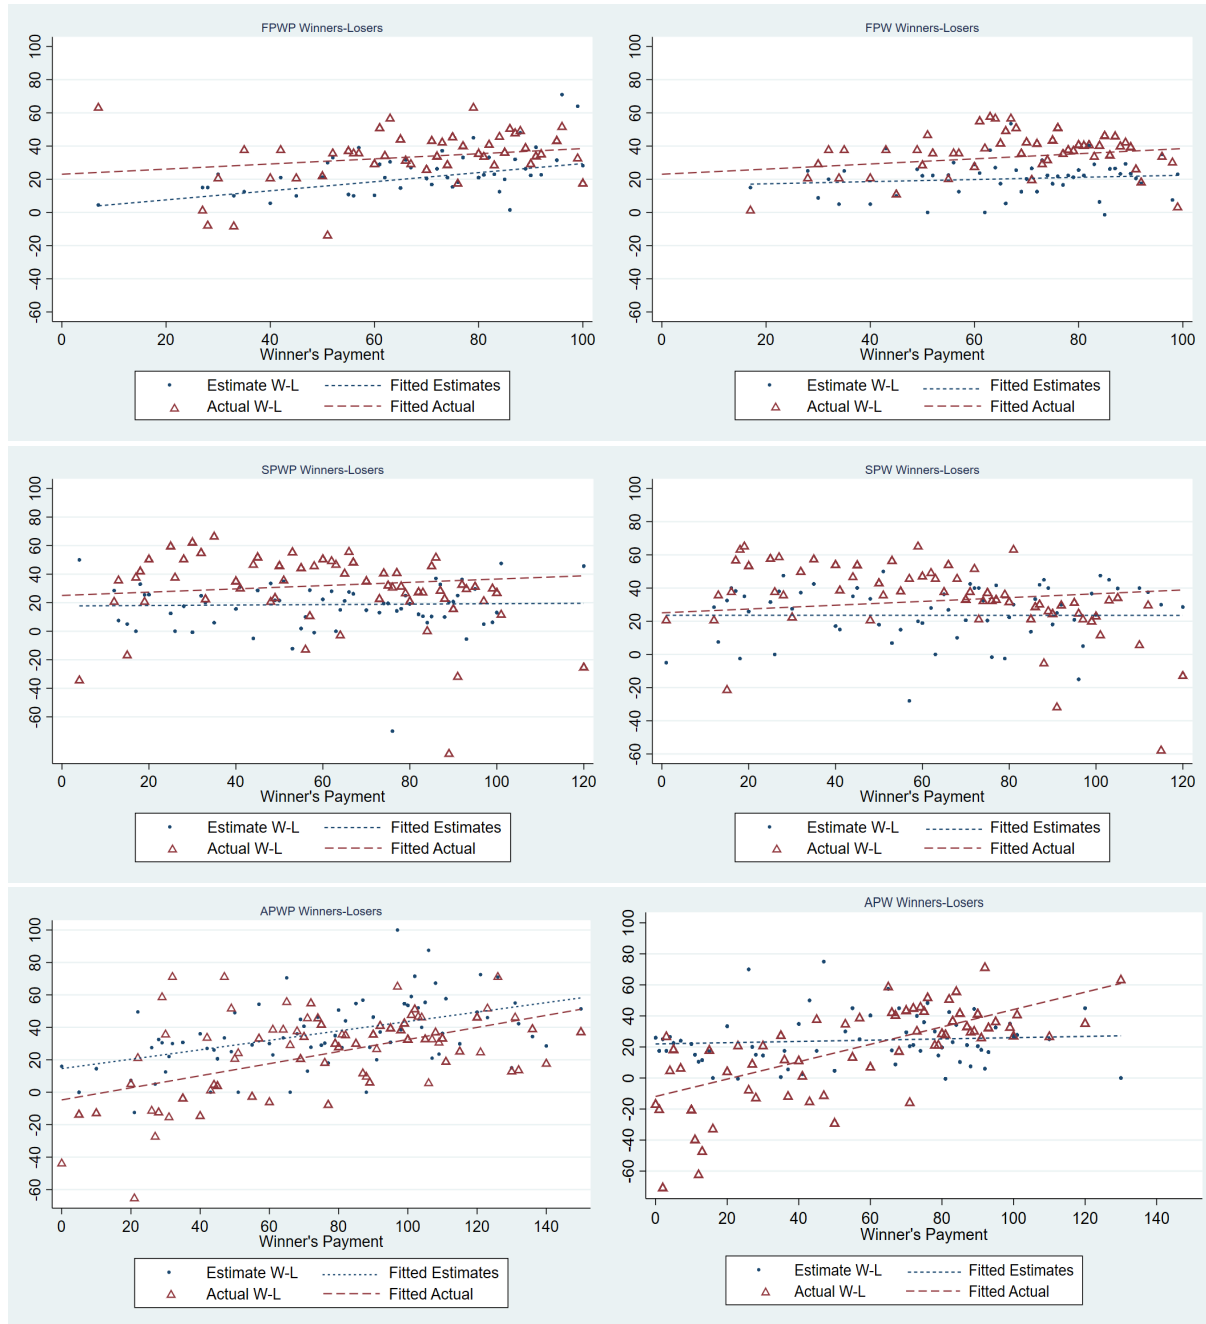 FPWP Winners-Losers
100
80
60
40
20
0
-20
-40
-60
0 20 40 60 80 100
Winner's Payment
Estimate W-L Fitted Estimates
Actual W-L Fitted Actual
FPW Winners-Losers
100
80
60
40
20
0
-20
-40
-60
0 20 40 60 80 100
Winner's Payment
Estimate W-L Fitted Estimates
Actual W-L Fitted Actual
SPWP Winners-Losers
100
80
60
40
20
0
-20
-40
-60
0 20 40 60 80 100 120
Winner's Payment
Estimate W-L Fitted Estimates
Actual W-L Fitted Actual
SPW Winners-Losers
100
80
60
40
20
0
-20
-40
-60
0 20 40 60 80 100 120
Winner's Payment
Estimate W-L Fitted Estimates
Actual W-L Fitted Actual
APWP Winners-Losers
100
80
60
40
20
0
-20
-40
-60
0 20 40 60 80 100 120 140
Winner's Payment
Estimate W-L Fitted Estimates
Actual W-L Fitted Actual
APW Winners-Losers
100
80
60
40
20
0
-20
-40
-60
0 20 40 60 80 100 120 140
Winner's Payment
Estimate W-L Fitted Estimates
Actual W-L Fitted Actual